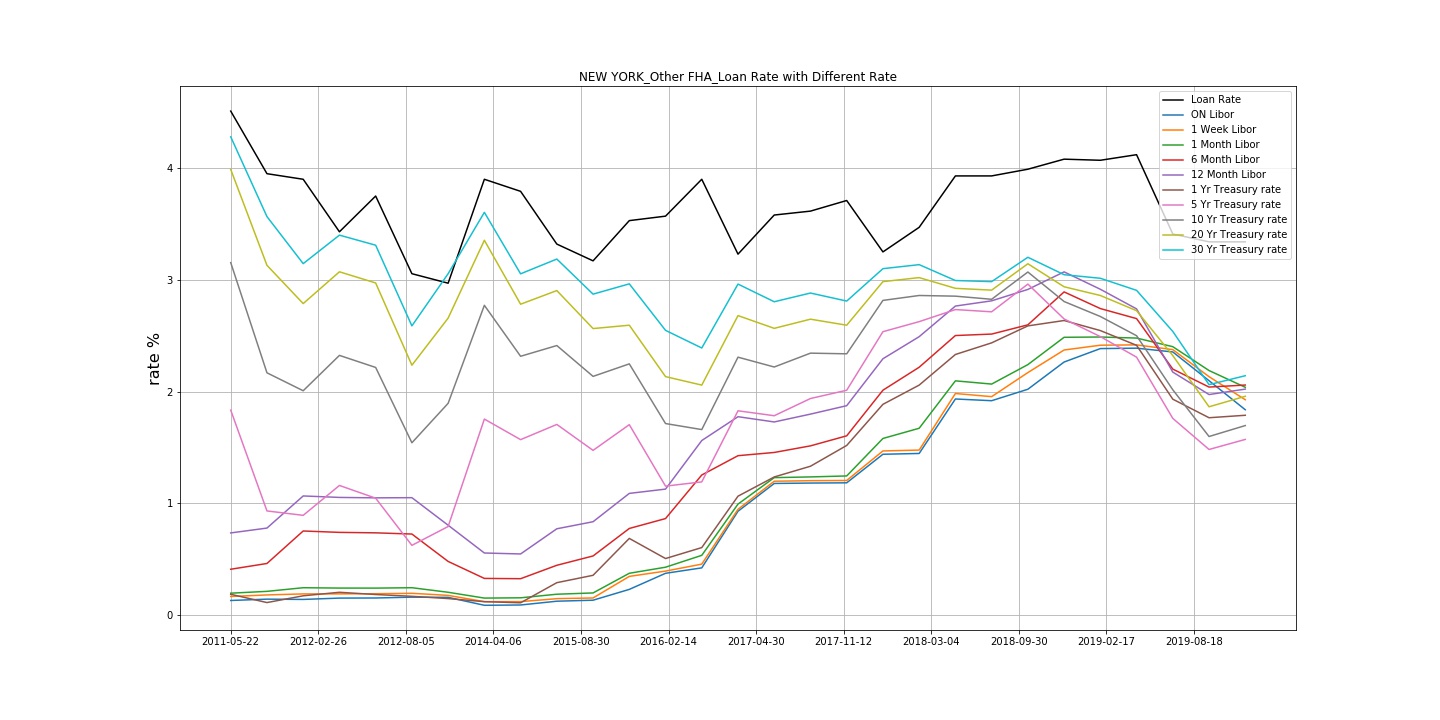 NEW YORK_Other FHA_Loan Rate with Different Rate
Loan Rate
ON Libor
1 Week Libor
1 Month Libor
6 Month Libor
12 Month Libor
1 Yr Treasury rate
5 Yr Treasury rate
10 Yr Treasury rate
20 Yr Treasury rate
30 Yr Treasury rate
rate %
4
3
2
1
0
2011-05-22 2012-02-26 2012-08-05 2014-04-06 2015-08-30 2016-02-14 2017-04-30 2017-11-12 2018-03-04 2018-09-30 2019-02-17 2019-08-18